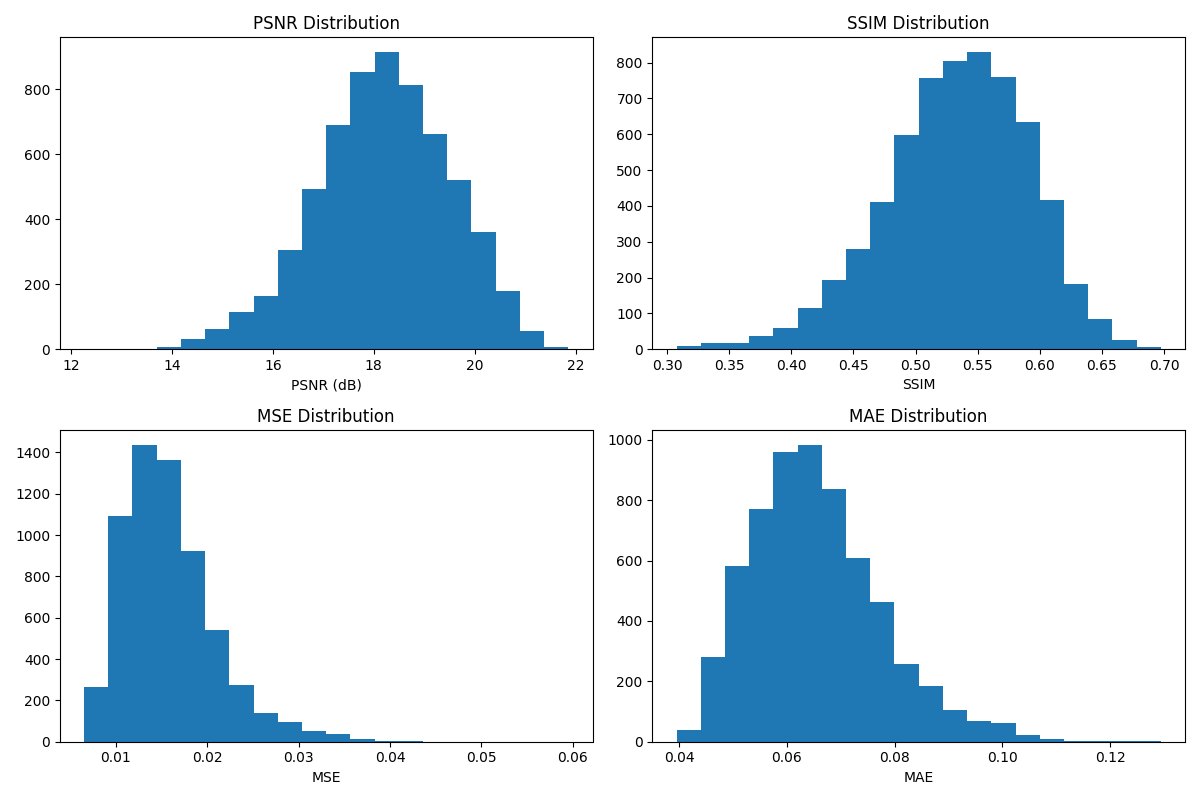 PSNR Distribution
800
600
400
200
0
12 14 16 18 20 22
PSNR (dB)
SSIM Distribution
800
700
600
500
400
300
200
100
0
0.30 0.35 0.40 0.45 0.50 0.55 0.60 0.65 0.70
SSIM
MSE Distribution
1400
1200
1000
800
600
400
200
0
0.01 0.02 0.03 0.04 0.05 0.06
MSE
MAE Distribution
1000
800
600
400
200
0
0.04 0.06 0.08 0.10 0.12
MAE